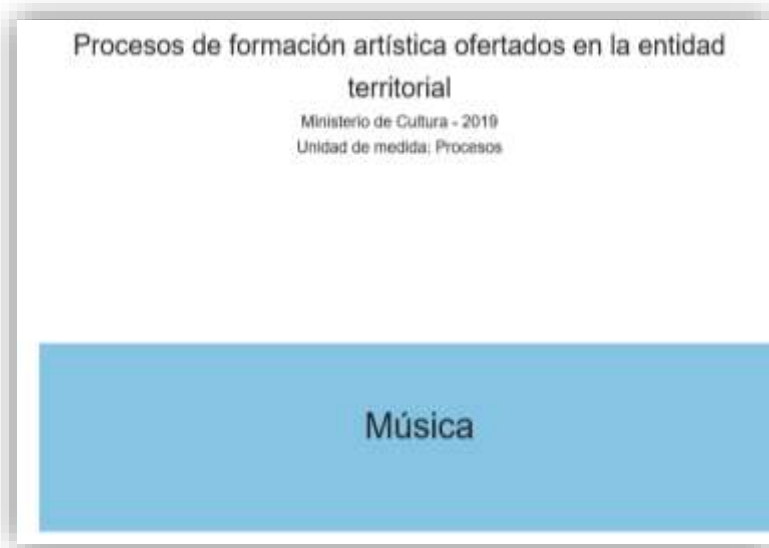 Procesos de formación artística ofertados en la entidad
territorial
Ministerio de Cultura - 2019
Unidad de medida: Procesos
Música